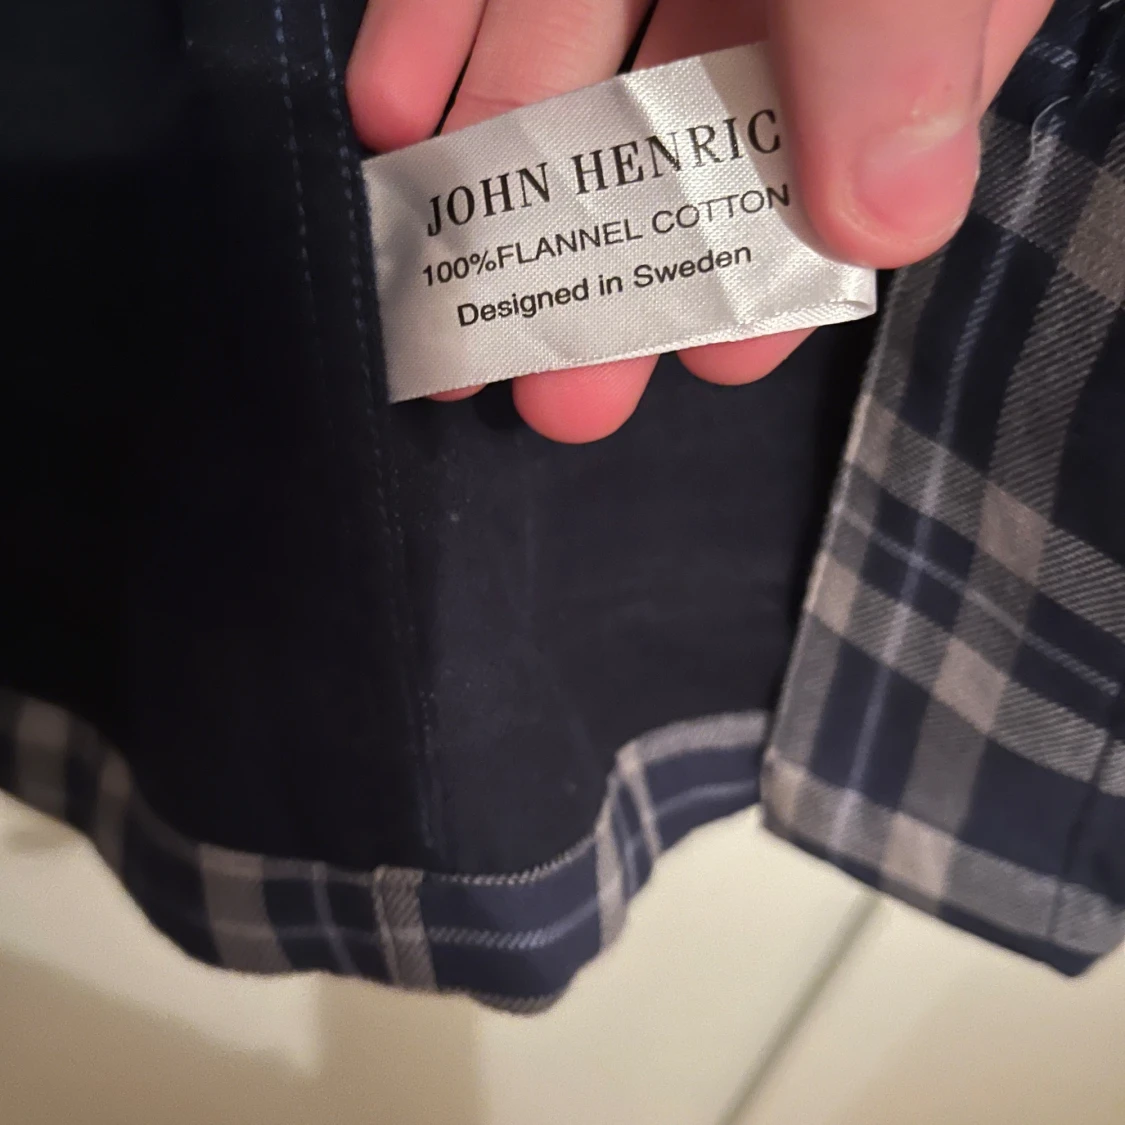 JOHN HENRIC
100%FLANNEL COTTON
Designed in Sweden